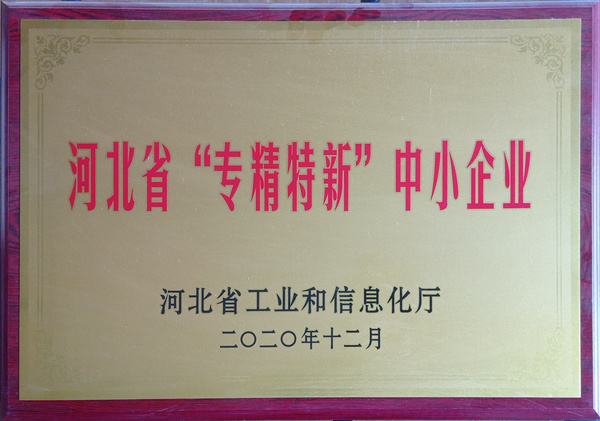 河北省“专精特新”中小企业
河北省工业和信息化厅
二〇二〇年十二月